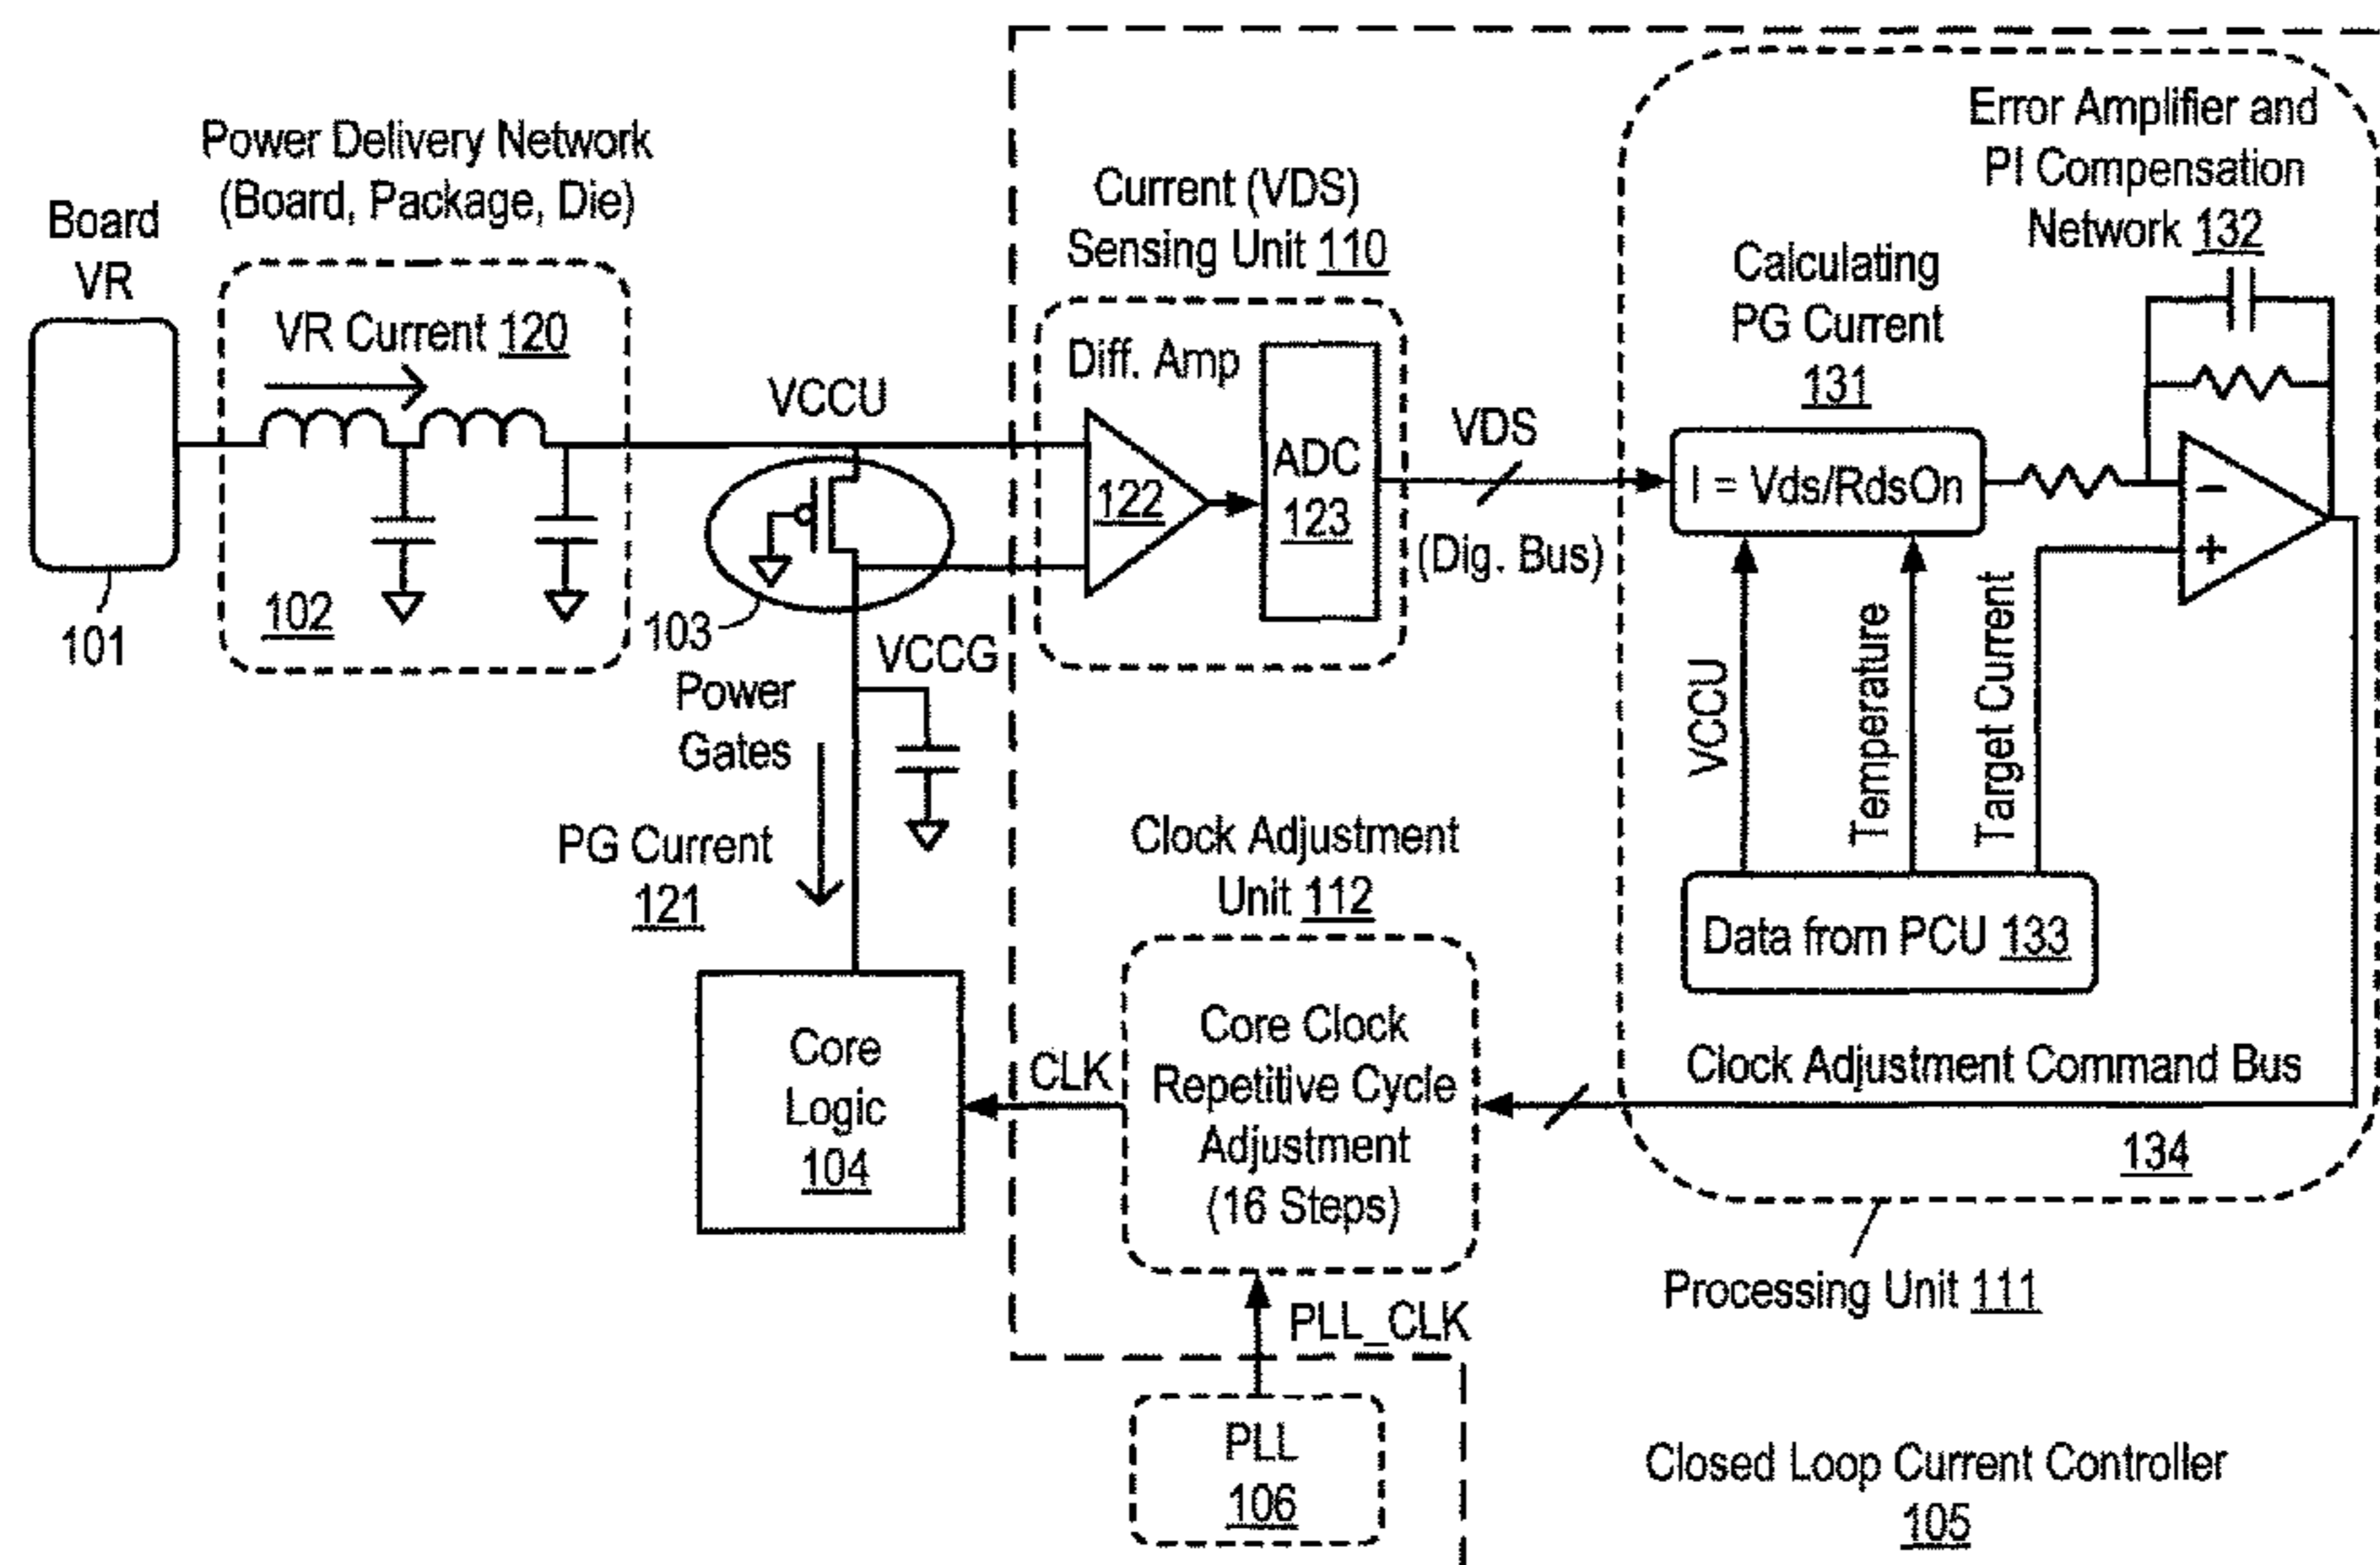 Power Delivery Network
(Board, Package, Die)
Board
VR
101
VR Current 120
102
VCCU
103
VCCG
Power
Gates
PG Current
121
Core
Logic
104
Current (VDS)
Sensing Unit 110
Diff. Amp
122
ADC
123
VDS
(Dig. Bus)
Error Amplifier and
PI Compensation
Network 132
Calculating
PG Current
131
I = Vds/RdsOn
−
+
VCCU
Temperature
Target Current
Data from PCU 133
Clock Adjustment Command Bus
134
Processing Unit 111
Clock Adjustment
Unit 112
Core Clock
Repetitive Cycle
Adjustment
(16 Steps)
CLK
PLL_CLK
PLL
106
Closed Loop Current Controller
105